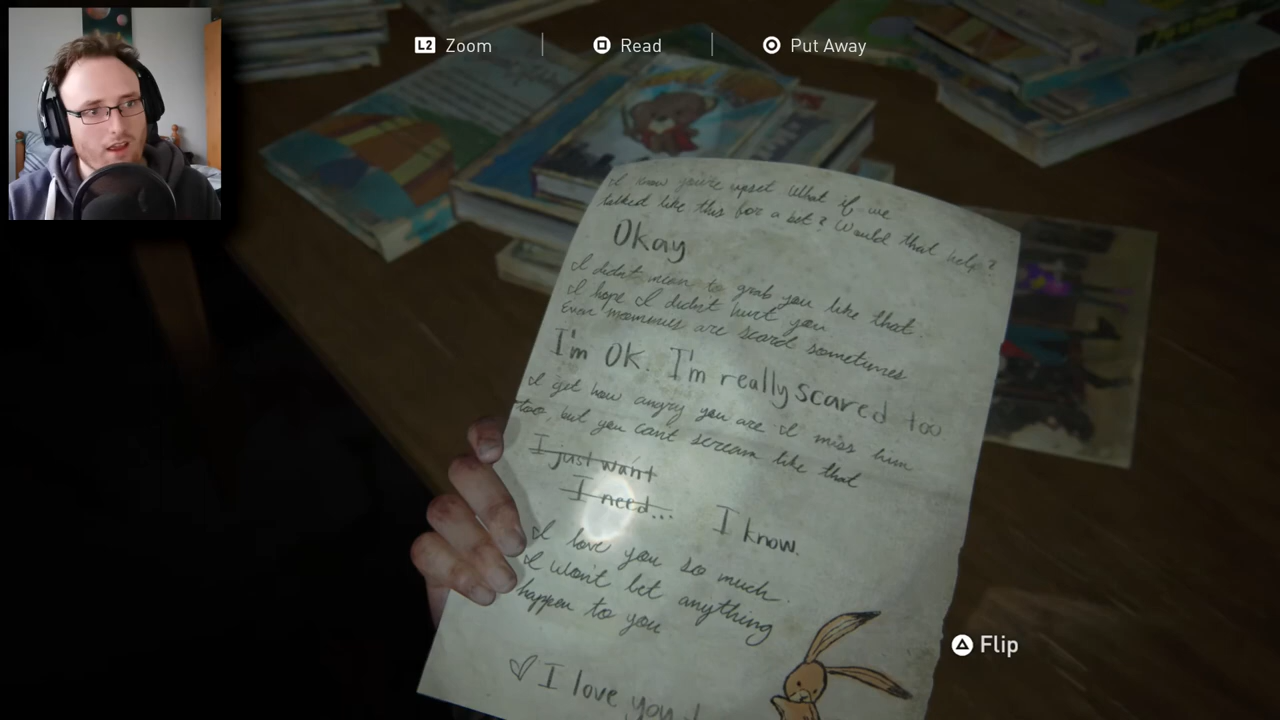 L2 Zoom | Read | Put Away
I know you're upset What if we
talked like this for a bit? Would that help?
Okay
I didn't mean to grab you like that.
I hope I didn't hurt you
Even mommies are scard sometimes
I'm OK. I'm really scared too
I get how angry you are I miss him
too, but you cant scream like that
I just want
I need...
I know.
I love you so much.
I won't let anything
happen to you
I love you
Flip